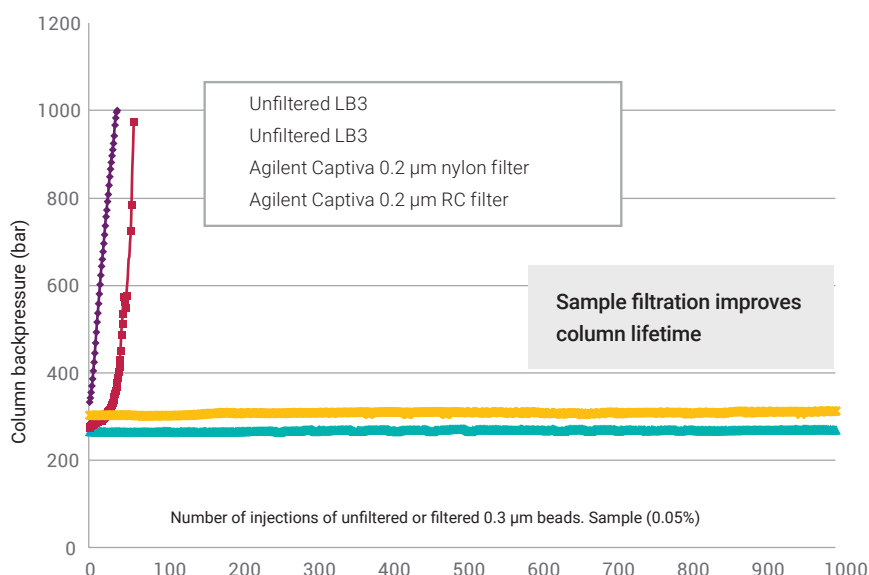 1200
1000
800
600
400
200
0
Column backpressure (bar)
Unfiltered LB3
Unfiltered LB3
Agilent Captiva 0.2 µm nylon filter
Agilent Captiva 0.2 µm RC filter
Sample filtration improves
column lifetime
Number of injections of unfiltered or filtered 0.3 µm beads. Sample (0.05%)
0 100 200 300 400 500 600 700 800 900 1000